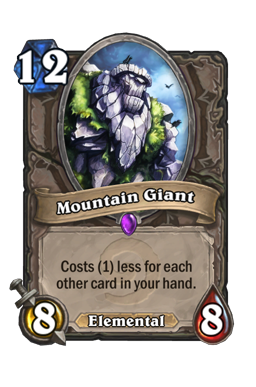 12
Mountain Giant
Costs (1) less for each
other card in your hand.
8 Elemental 8